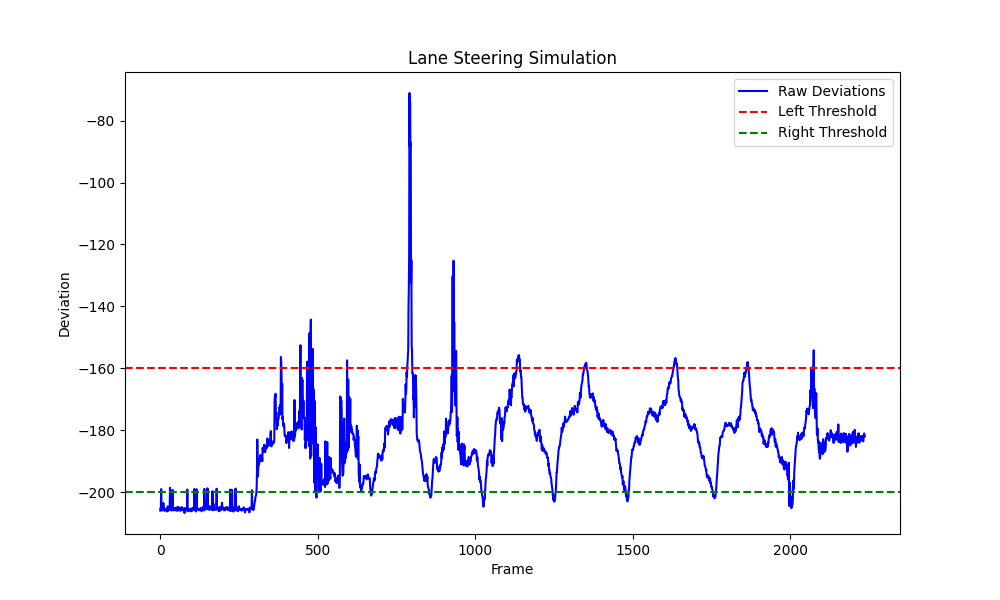 Lane Steering Simulation
Raw Deviations
Left Threshold
Right Threshold
Deviation
−80
−100
−120
−140
−160
−180
−200
0 500 1000 1500 2000
Frame